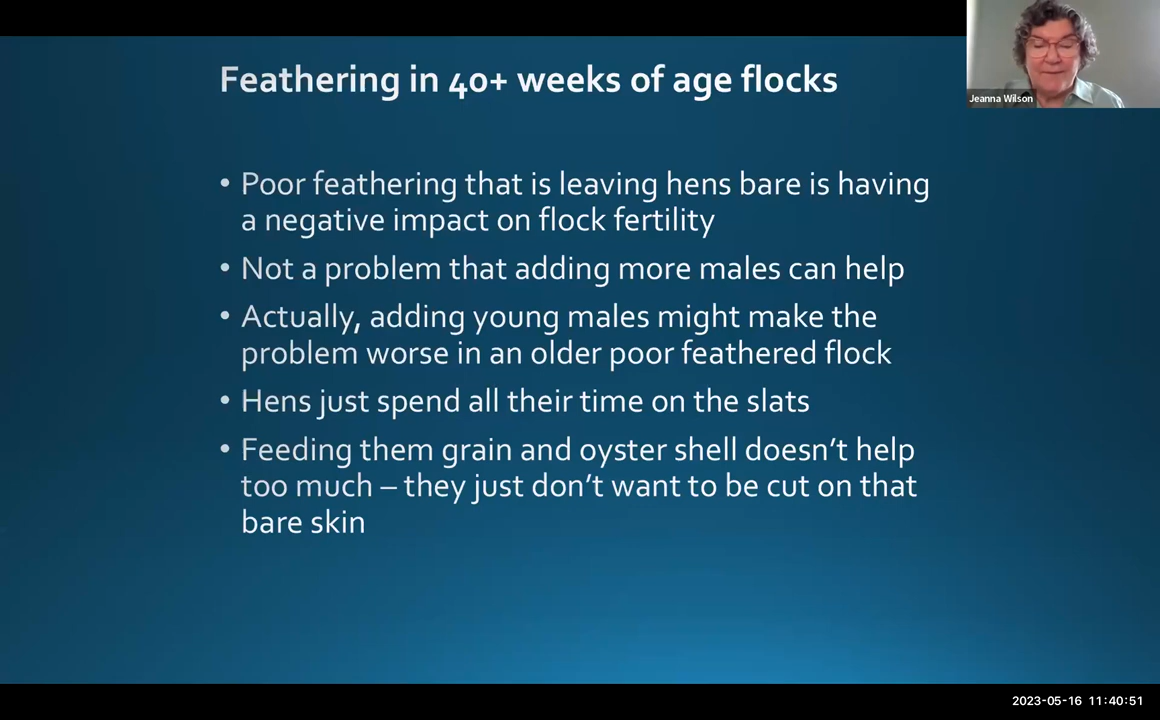 Feathering in 40+ weeks of age flocks
Jeanna Wilson
• Poor feathering that is leaving hens bare is having
a negative impact on flock fertility
• Not a problem that adding more males can help
• Actually, adding young males might make the
problem worse in an older poor feathered flock
• Hens just spend all their time on the slats
• Feeding them grain and oyster shell doesn’t help
too much – they just don’t want to be cut on that
bare skin
2023-05-16 11:40:51